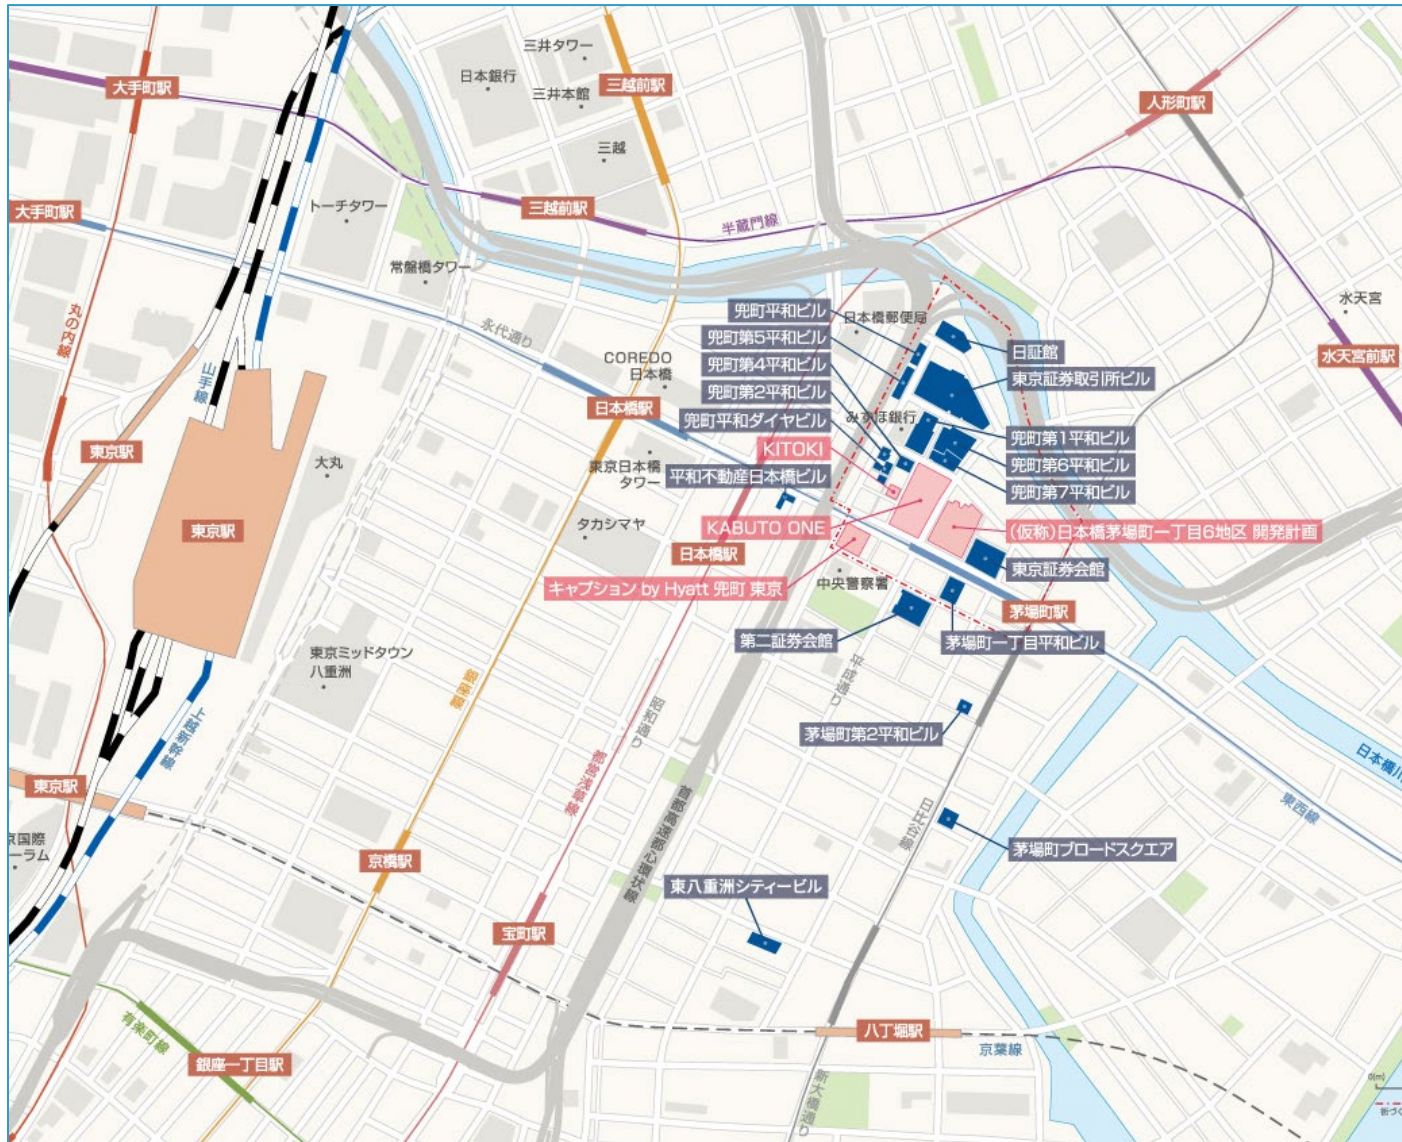 三井タワー
日本銀行
三井本館
三越前駅
大手町駅
人形町駅
三越
大手町駅
トーチタワー
三越前駅
半蔵門線
常盤橋タワー
水天宮
丸の内線
永代通り
兜町平和ビル
日本橋郵便局
兜町第5平和ビル
日証館
水天宮前駅
COREDO
日本橋
兜町第4平和ビル
東京証券取引所ビル
山手線
兜町第2平和ビル
日本橋駅
兜町平和ダイヤビル
みずほ銀行
兜町第1平和ビル
東京駅
KITOKI
大丸
東京日本橋
タワー
平和不動産日本橋ビル
兜町第6平和ビル
兜町第7平和ビル
東京駅
タカシマヤ
KABUTO ONE
(仮称)日本橋茅場町一丁目6地区 開発計画
日本橋駅
東京証券会館
キャプション by Hyatt 兜町 東京
中央警察署
茅場町駅
第二証券会館
茅場町一丁目平和ビル
東京ミッドタウン
八重洲
平成通り
銀座線
昭和通り
上越新幹線
茅場町第2平和ビル
日本橋川
都営浅草線
東京駅
首都高速都心環状線
日比谷線
東西線
京国際
ーラム
京橋駅
茅場町ブロードスクエア
東八重洲シティービル
宝町駅
有楽町線
八丁堀駅
京葉線
銀座一丁目駅
新大橋通り
0(m)
街づく